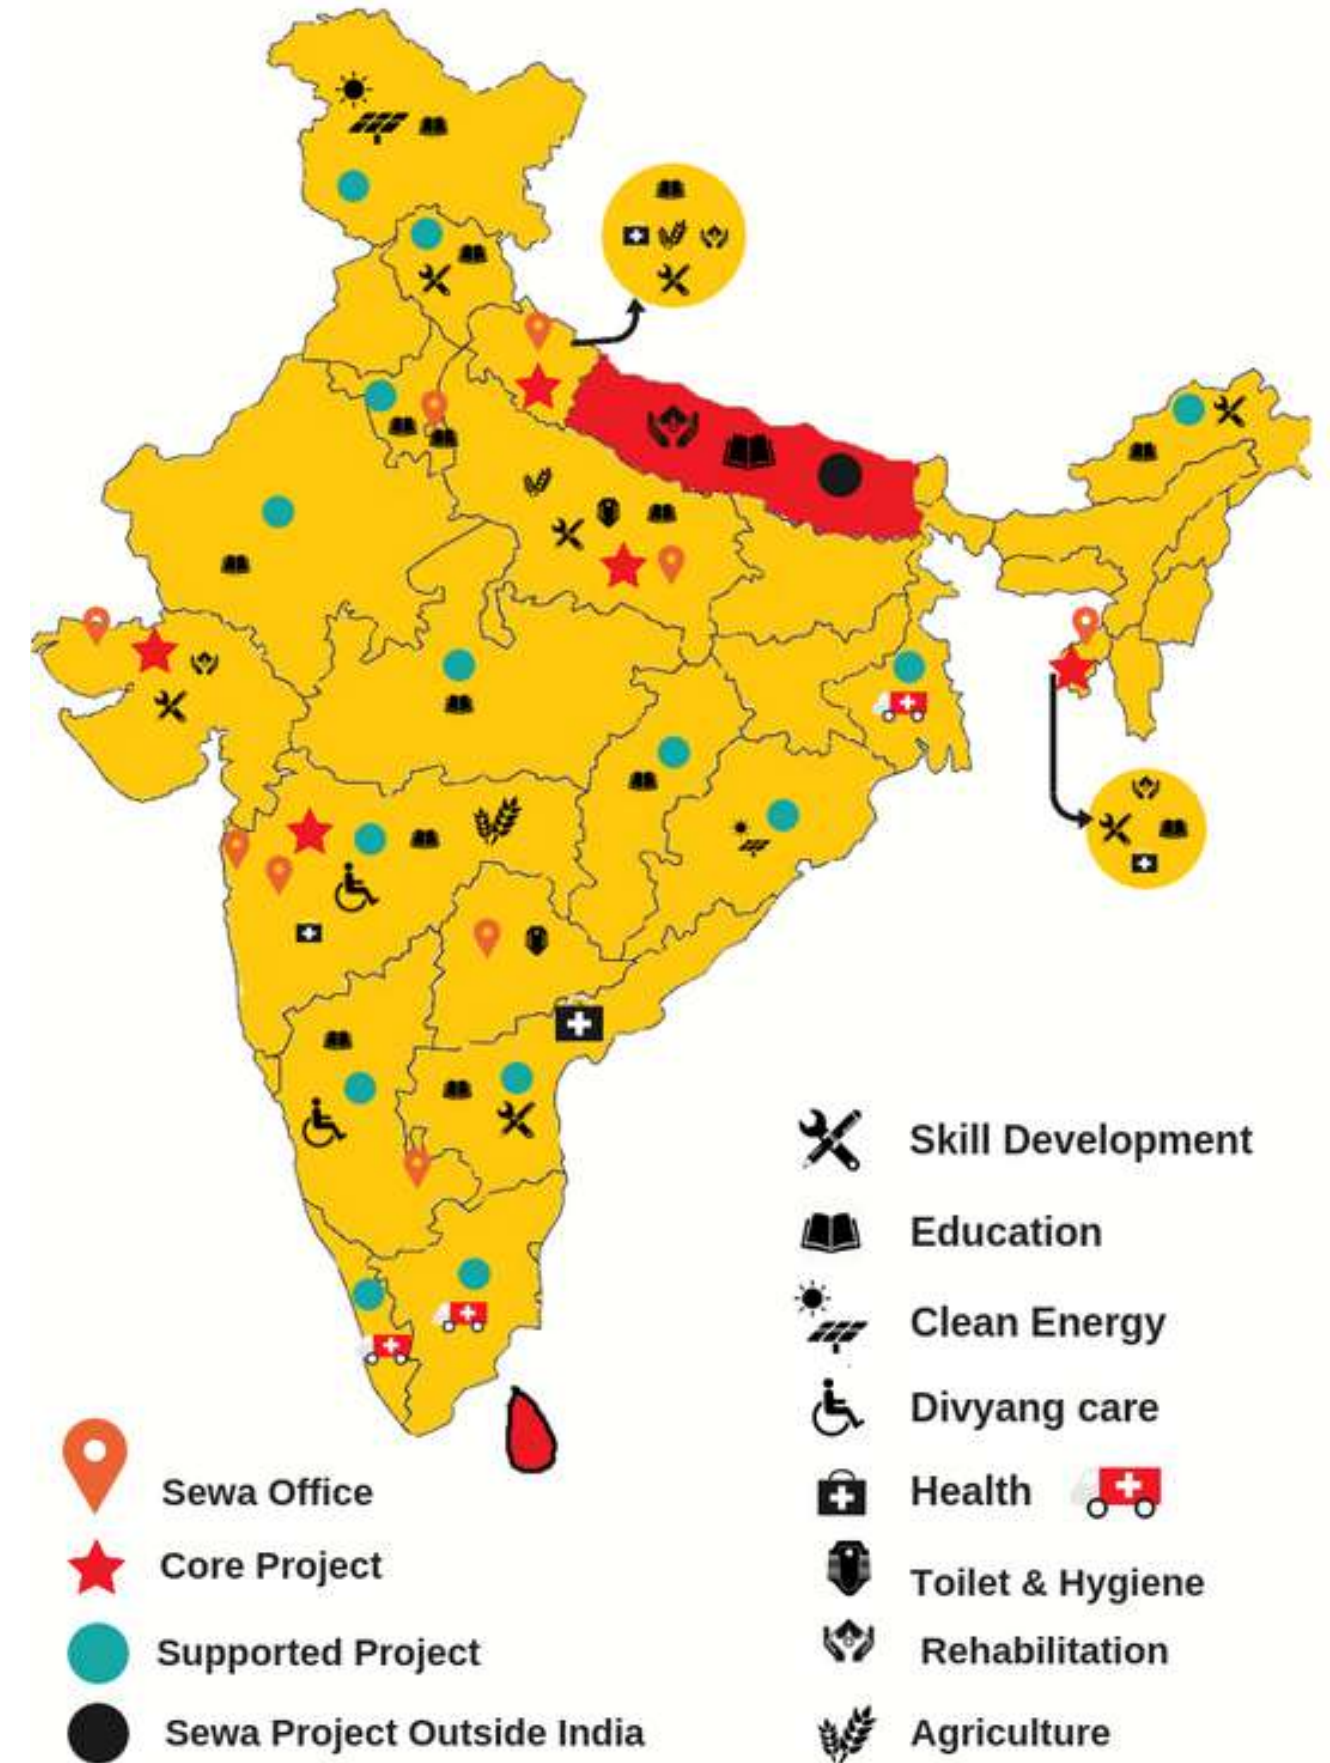 Skill Development
Education
Clean Energy
Divyang care
Health
Toilet & Hygiene
Rehabilitation
Agriculture
Sewa Office
Core Project
Supported Project
Sewa Project Outside India